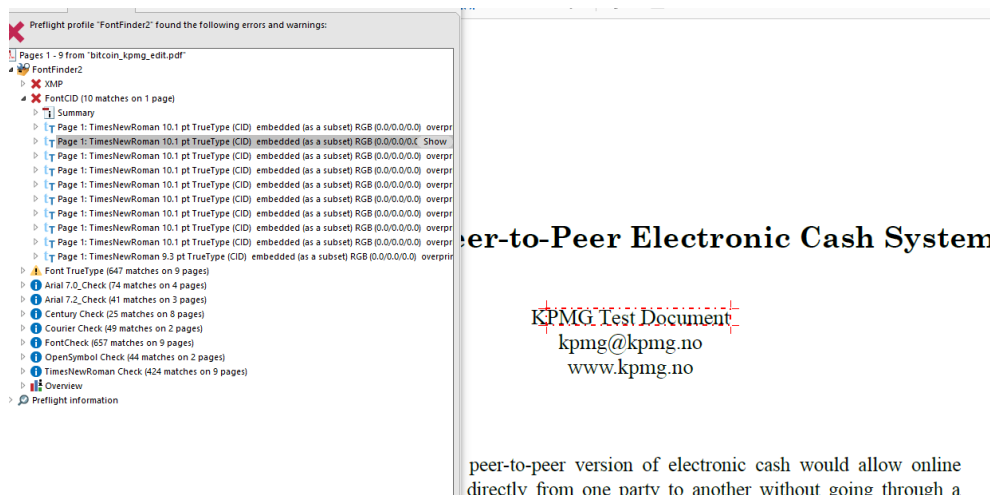 Preflight profile "FontFinder2" found the following errors and warnings:
Pages 1 - 9 from "bitcoin_kpmg_edit.pdf"
FontFinder2
XMP
FontCID (10 matches on 1 page)
Summary
Page 1: TimesNewRoman 10.1 pt TrueType (CID) embedded (as a subset) RGB (0.0/0.0/0.0) overpr
Page 1: TimesNewRoman 10.1 pt TrueType (CID) embedded (as a subset) RGB (0.0/0.0/0.( Show
Page 1: TimesNewRoman 10.1 pt TrueType (CID) embedded (as a subset) RGB (0.0/0.0/0.0) overpr
Page 1: TimesNewRoman 10.1 pt TrueType (CID) embedded (as a subset) RGB (0.0/0.0/0.0) overpr
Page 1: TimesNewRoman 10.1 pt TrueType (CID) embedded (as a subset) RGB (0.0/0.0/0.0) overpr
Page 1: TimesNewRoman 10.1 pt TrueType (CID) embedded (as a subset) RGB (0.0/0.0/0.0) overpr
Page 1: TimesNewRoman 10.1 pt TrueType (CID) embedded (as a subset) RGB (0.0/0.0/0.0) overpr
Page 1: TimesNewRoman 10.1 pt TrueType (CID) embedded (as a subset) RGB (0.0/0.0/0.0) overpr
Page 1: TimesNewRoman 10.1 pt TrueType (CID) embedded (as a subset) RGB (0.0/0.0/0.0) overpr
Page 1: TimesNewRoman 9.3 pt TrueType (CID) embedded (as a subset) RGB (0.0/0.0/0.0) overprin
Font TrueType (647 matches on 9 pages)
Arial 7.0_Check (74 matches on 4 pages)
Arial 7.2_Check (41 matches on 3 pages)
Century Check (25 matches on 8 pages)
Courier Check (49 matches on 2 pages)
FontCheck (657 matches on 9 pages)
OpenSymbol Check (44 matches on 2 pages)
TimesNewRoman Check (424 matches on 9 pages)
Overview
Preflight information
eer-to-Peer Electronic Cash System
KPMG Test Document
kpmg@kpmg.no
www.kpmg.no
peer-to-peer version of electronic cash would allow online
directly from one party to another without going through a